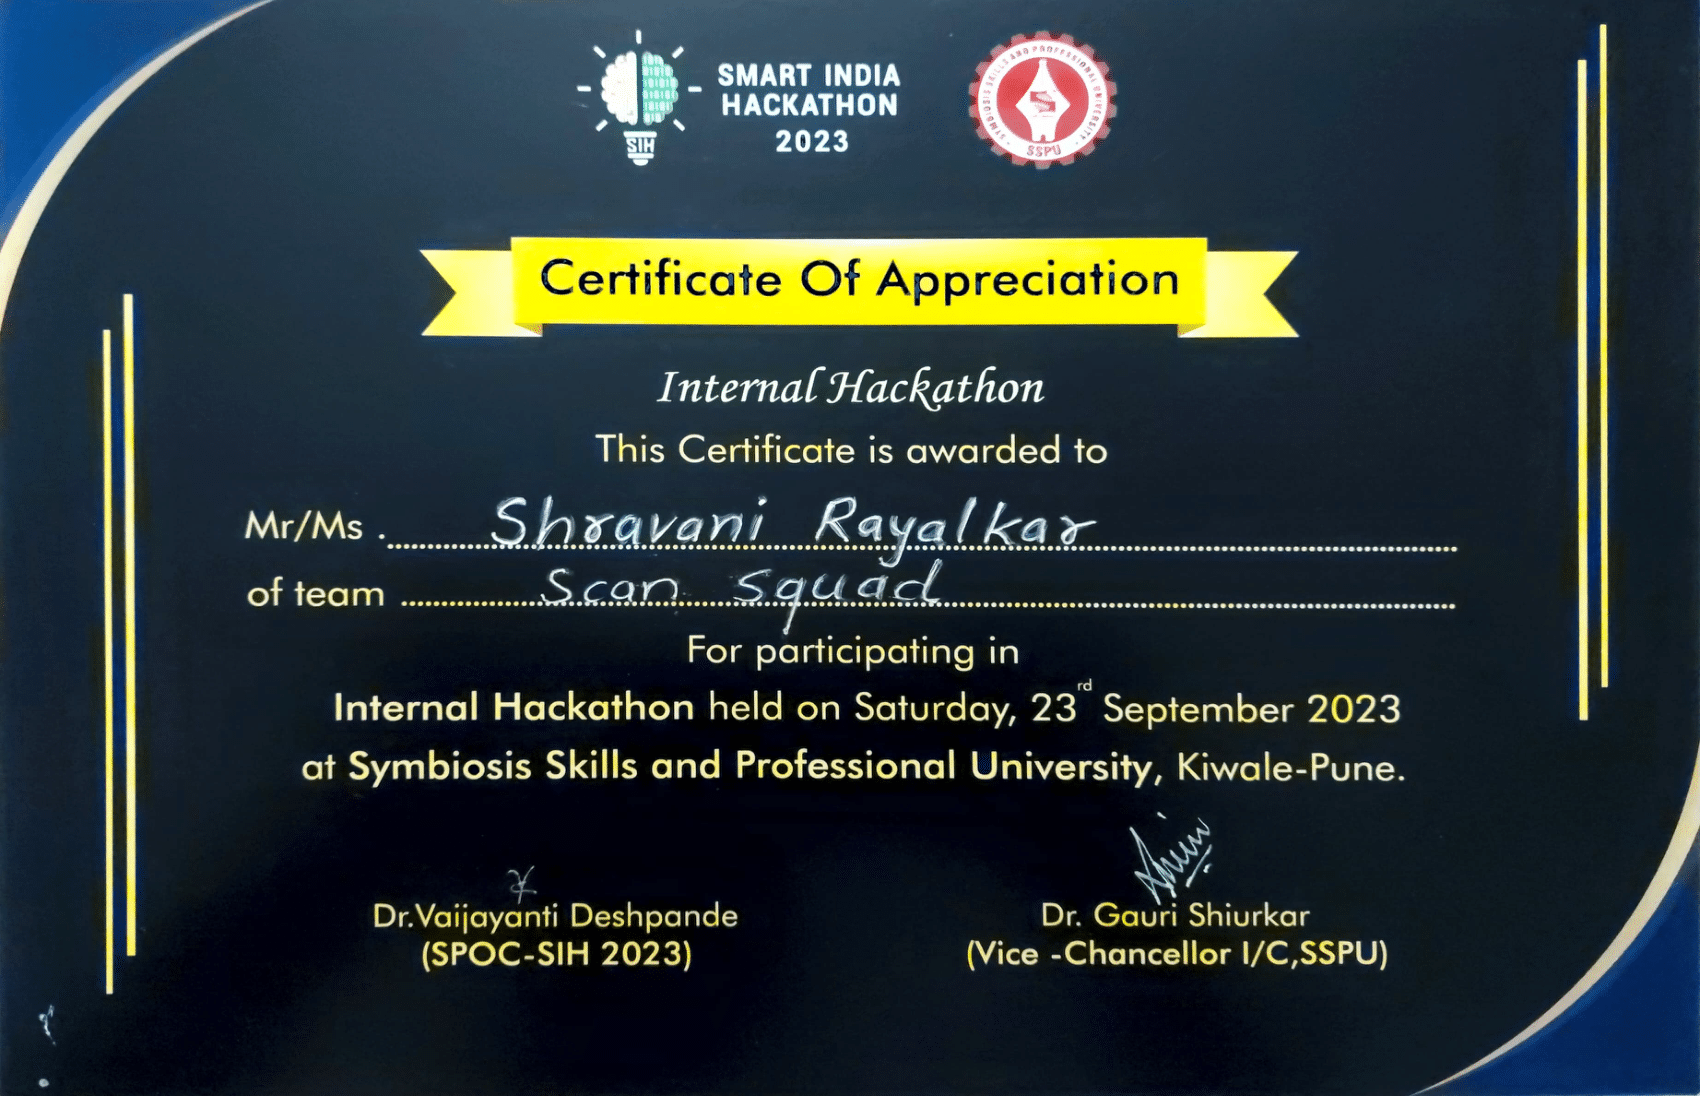 SMART INDIA
HACKATHON
2023
SIH
SYMBIOSIS SKILLS AND PROFESSIONAL UNIVERSITY
S
SSPU
Certificate Of Appreciation
Internal Hackathon
This Certificate is awarded to
Mr/Ms . Shravani Rayalkar
of team Scan Squad
For participating in
Internal Hackathon held on Saturday, 23rd September 2023
at Symbiosis Skills and Professional University, Kiwale-Pune.
Dr.Vaijayanti Deshpande
(SPOC-SIH 2023)
Dr. Gauri Shiurkar
(Vice -Chancellor I/C,SSPU)